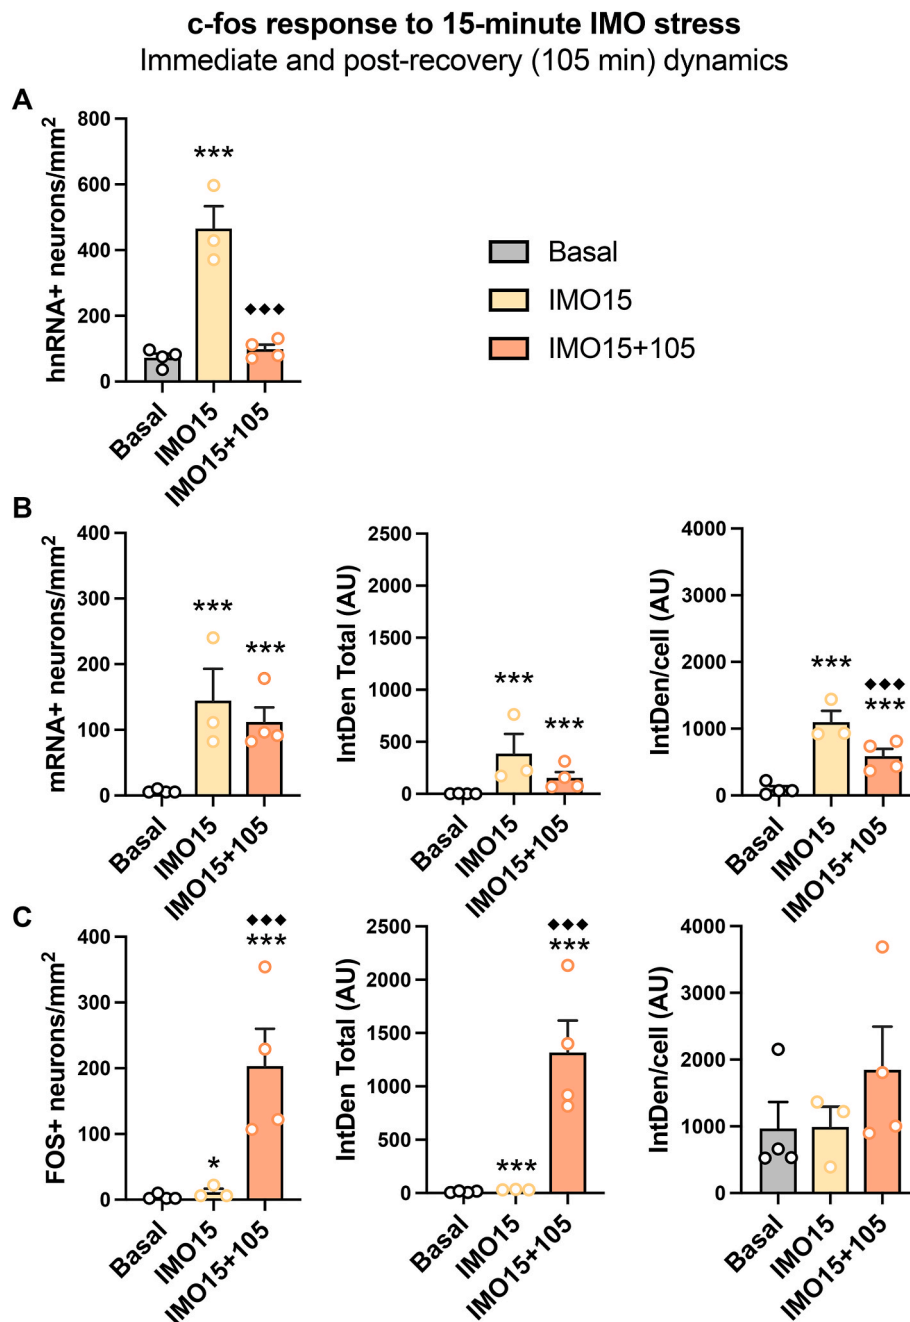 c-fos response to 15-minute IMO stress
Immediate and post-recovery (105 min) dynamics
A
hnRNA+ neurons/mm²
800
600
400
200
0
***
◆◆◆
Basal
IMO15
IMO15+105
Basal
IMO15
IMO15+105
B
mRNA+ neurons/mm²
400
300
200
100
0
***
***
Basal
IMO15
IMO15+105
IntDen Total (AU)
2500
2000
1500
1000
500
0
***
***
Basal
IMO15
IMO15+105
IntDen/cell (AU)
4000
3000
2000
1000
0
***
◆◆◆
***
Basal
IMO15
IMO15+105
C
FOS+ neurons/mm²
400
300
200
100
0
*
◆◆◆
***
Basal
IMO15
IMO15+105
IntDen Total (AU)
2500
2000
1500
1000
500
0
***
◆◆◆
***
Basal
IMO15
IMO15+105
IntDen/cell (AU)
4000
3000
2000
1000
0
Basal
IMO15
IMO15+105